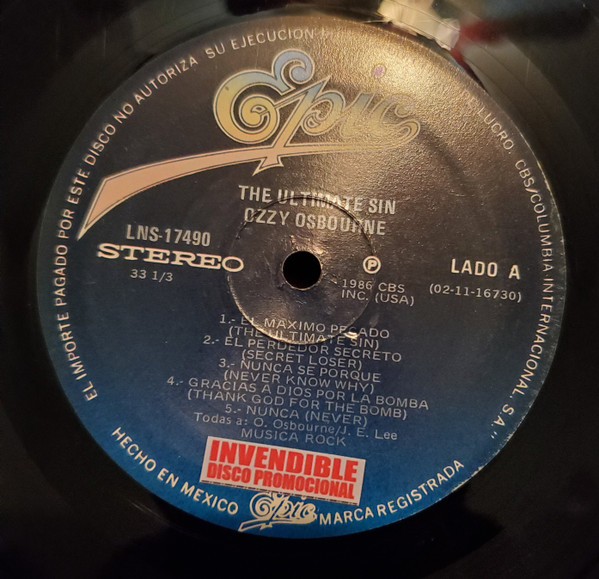 EL IMPORTE PAGADO POR ESTE DISCO NO AUTORIZA SU EJECUCION
LUCRO. CBS/COLUMBIA INTERNACIONAL, S.A."
Epic
THE ULTIMATE SIN
OZZY OSBOURNE
LNS-17490
STEREO
33 1/3
℗
1986 CBS
INC. (USA)
LADO A
(02-11-16730)
1.- EL MAXIMO PECADO
(THE ULTIMATE SIN)
2.- EL PERDEDOR SECRETO
(SECRET LOSER)
3.- NUNCA SE PORQUE
(NEVER KNOW WHY)
4.- GRACIAS A DIOS POR LA BOMBA
(THANK GOD FOR THE BOMB)
5.- NUNCA (NEVER)
Todas a: O. Osbourne/J. E. Lee
MUSICA ROCK
INVENDIBLE
DISCO PROMOCIONAL
HECHO EN MEXICO Epic MARCA REGISTRADA